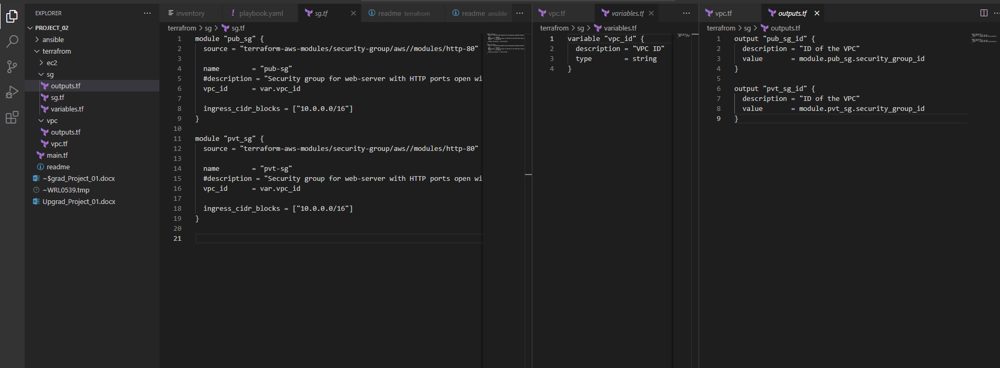 EXPLORER
PROJECT_02
ansible
terrafrom
ec2
sg
outputs.tf
sg.tf
variables.tf
vpc
outputs.tf
vpc.tf
main.tf
readme
~$grad_Project_01.docx
~WRL0539.tmp
Upgrad_Project_01.docx
inventory
playbook.yaml
sg.tf
readme terrafrom
readme ansible
terrafrom > sg > sg.tf
1 module "pub_sg" {
2 source = "terraform-aws-modules/security-group/aws//modules/http-80"
3
4 name        = "pub-sg"
5 #description = "Security group for web-server with HTTP ports open wi
6 vpc_id      = var.vpc_id
7
8 ingress_cidr_blocks = ["10.0.0.0/16"]
9 }
10
11 module "pvt_sg" {
12 source = "terraform-aws-modules/security-group/aws//modules/http-80"
13
14 name        = "pvt-sg"
15 #description = "Security group for web-server with HTTP ports open wi
16 vpc_id      = var.vpc_id
17
18 ingress_cidr_blocks = ["10.0.0.0/16"]
19 }
20
21
vpc.tf
variables.tf
terrafrom > sg > variables.tf
1 variable "vpc_id" {
2 description = "VPC ID"
3 type        = string
4 }
vpc.tf
outputs.tf
terrafrom > sg > outputs.tf
1 output "pub_sg_id" {
2 description = "ID of the VPC"
3 value       = module.pub_sg.security_group_id
4 }
5
6 output "pvt_sg_id" {
7 description = "ID of the VPC"
8 value       = module.pvt_sg.security_group_id
9 }